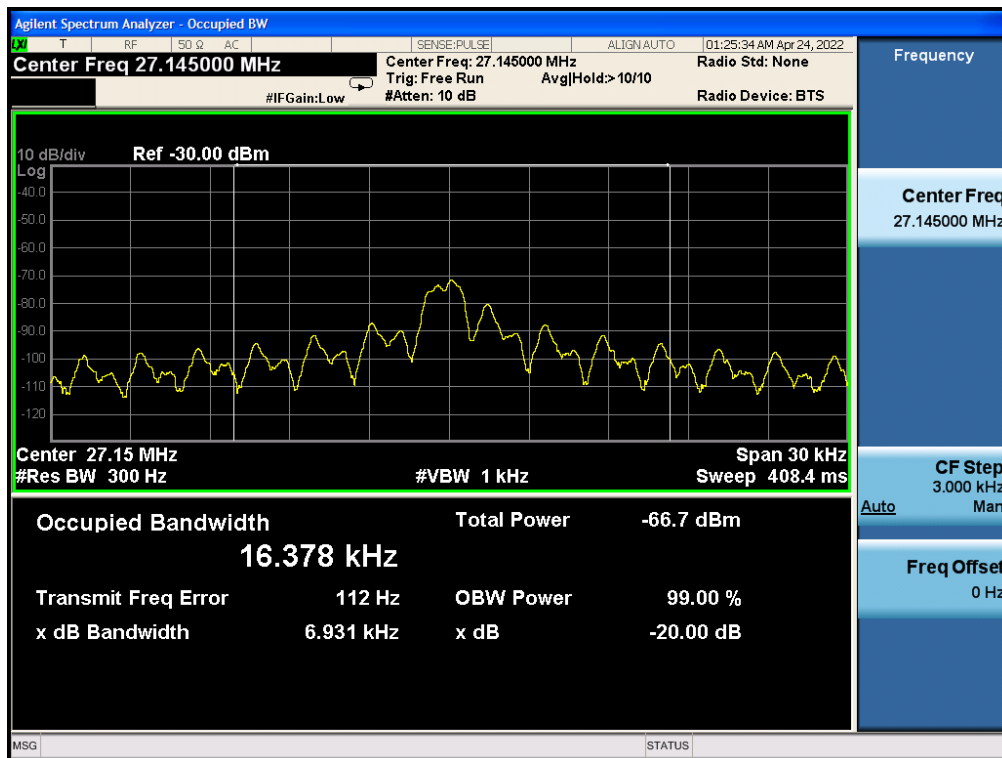 Agilent Spectrum Analyzer - Occupied BW
LXI T RF 50 Ω AC SENSE:PULSE ALIGN AUTO 01:25:34 AM Apr 24, 2022
Center Freq 27.145000 MHz
Center Freq: 27.145000 MHz
Radio Std: None
Trig: Free Run Avg|Hold:> 10/10
#IFGain:Low
#Atten: 10 dB
Radio Device: BTS
10 dB/div Ref -30.00 dBm
Log
-40.0
-50.0
-60.0
-70.0
-80.0
-90.0
-100
-110
-120
Center 27.15 MHz Span 30 kHz
#Res BW 300 Hz #VBW 1 kHz Sweep 408.4 ms
Occupied Bandwidth Total Power -66.7 dBm
16.378 kHz
Transmit Freq Error 112 Hz OBW Power 99.00 %
x dB Bandwidth 6.931 kHz x dB -20.00 dB
MSG STATUS
Frequency
Center Freq
27.145000 MHz
CF Step
3.000 kHz
Auto Man
Freq Offset
0 Hz